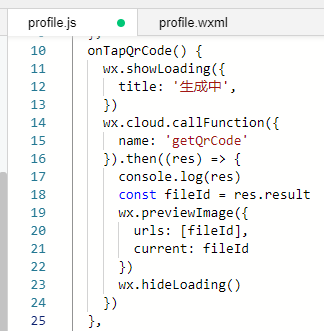 profile.js profile.wxml
10 onTapQrCode() {
11 wx.showLoading({
12 title: '生成中',
13 })
14 wx.cloud.callFunction({
15 name: 'getQrCode'
16 }).then((res) => {
17 console.log(res)
18 const fileId = res.result
19 wx.previewImage({
20 urls: [fileId],
21 current: fileId
22 })
23 wx.hideLoading()
24 })
25 },